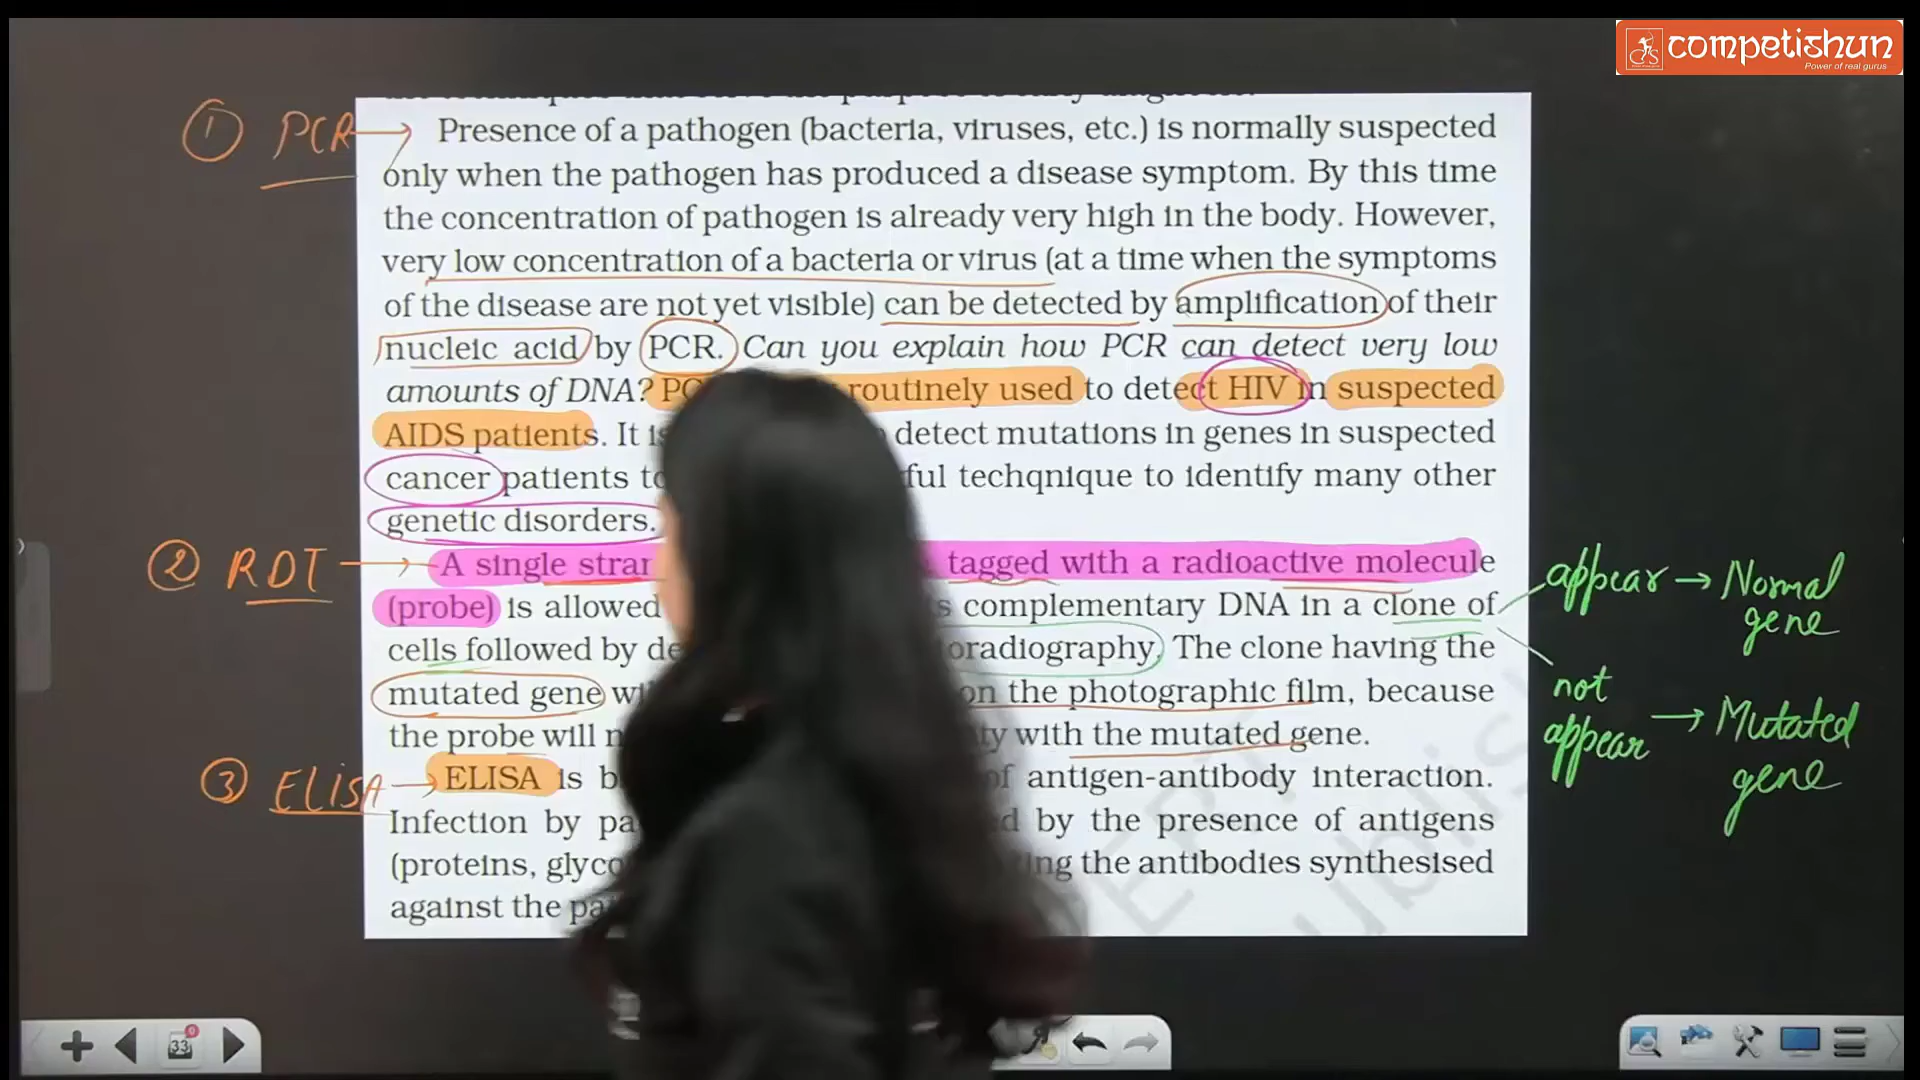 competishun
Power of real gurus
① PCR
Presence of a pathogen (bacteria, viruses, etc.) is normally suspected
only when the pathogen has produced a disease symptom. By this time
the concentration of pathogen is already very high in the body. However,
very low concentration of a bacteria or virus (at a time when the symptoms
of the disease are not yet visible) can be detected by amplification of their
nucleic acid by PCR. Can you explain how PCR can detect very low
amounts of DNA? routinely used to detect HIV in suspected
AIDS patients. It detect mutations in genes in suspected
cancer patients techqnique to identify many other
genetic disorders.
② RDT
A single tagged with a radioactive molecule
(probe) is allowed complementary DNA in a clone of
cells followed by The clone having the
mutated gene on the photographic film, because
the probe will with the mutated gene.
appear → Normal
gene
not
appear → Mutated
gene
③ ELISA
ELISA is antigen-antibody interaction.
Infection by by the presence of antigens
(proteins, the antibodies synthesised
against the
33